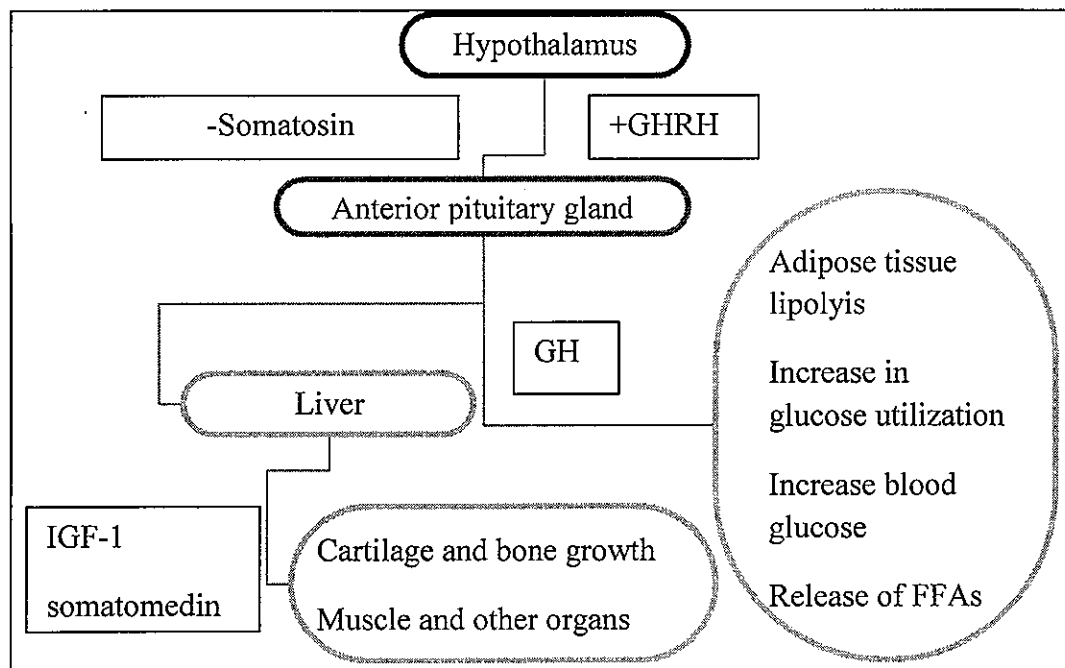 Hypothalamus
-Somatosin
+GHRH
Anterior pituitary gland
Adipose tissue
lipolyis
Increase in
glucose utilization
Increase blood
glucose
Release of FFAs
GH
Liver
IGF-1
somatomedin
Cartilage and bone growth
Muscle and other organs